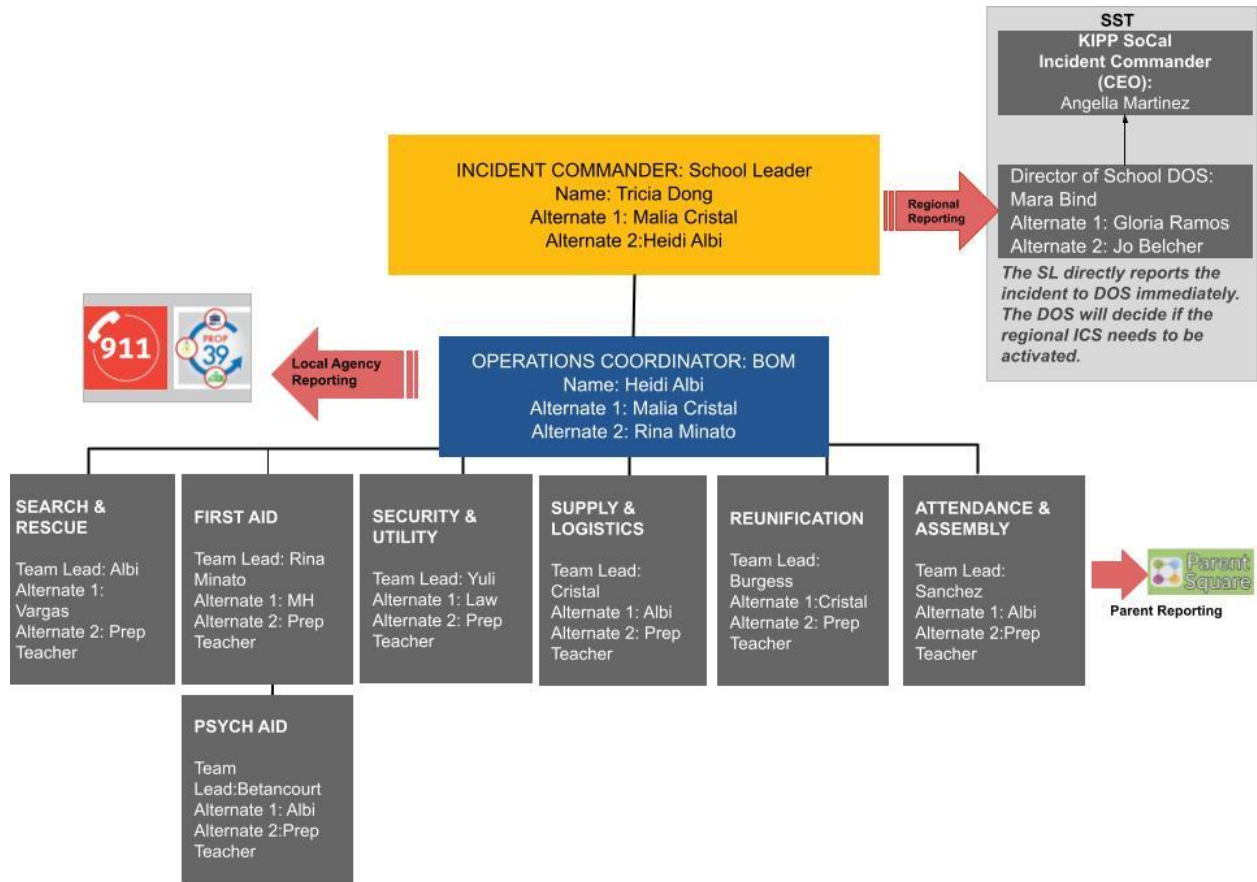 SST
KIPP SoCal
Incident Commander
(CEO):
Angella Martinez
INCIDENT COMMANDER: School Leader
Name: Tricia Dong
Alternate 1: Malia Cristal
Alternate 2:Heidi Albi
Regional
Reporting
Director of School DOS:
Mara Bind
Alternate 1: Gloria Ramos
Alternate 2: Jo Belcher
The SL directly reports the
incident to DOS immediately.
The DOS will decide if the
regional ICS needs to be
activated.
911
PROP
39
Local Agency
Reporting
OPERATIONS COORDINATOR: BOM
Name: Heidi Albi
Alternate 1: Malia Cristal
Alternate 2: Rina Minato
SEARCH &
RESCUE
Team Lead: Albi
Alternate 1:
Vargas
Alternate 2: Prep
Teacher
FIRST AID
Team Lead: Rina
Minato
Alternate 1: MH
Alternate 2: Prep
Teacher
SECURITY &
UTILITY
Team Lead: Yuli
Alternate 1: Law
Alternate 2: Prep
Teacher
SUPPLY &
LOGISTICS
Team Lead:
Cristal
Alternate 1: Albi
Alternate 2: Prep
Teacher
REUNIFICATION
Team Lead:
Burgess
Alternate 1:Cristal
Alternate 2: Prep
Teacher
ATTENDANCE &
ASSEMBLY
Team Lead:
Sanchez
Alternate 1: Albi
Alternate 2:Prep
Teacher
Parent
Square
Parent Reporting
PSYCH AID
Team
Lead:Betancourt
Alternate 1: Albi
Alternate 2:Prep
Teacher